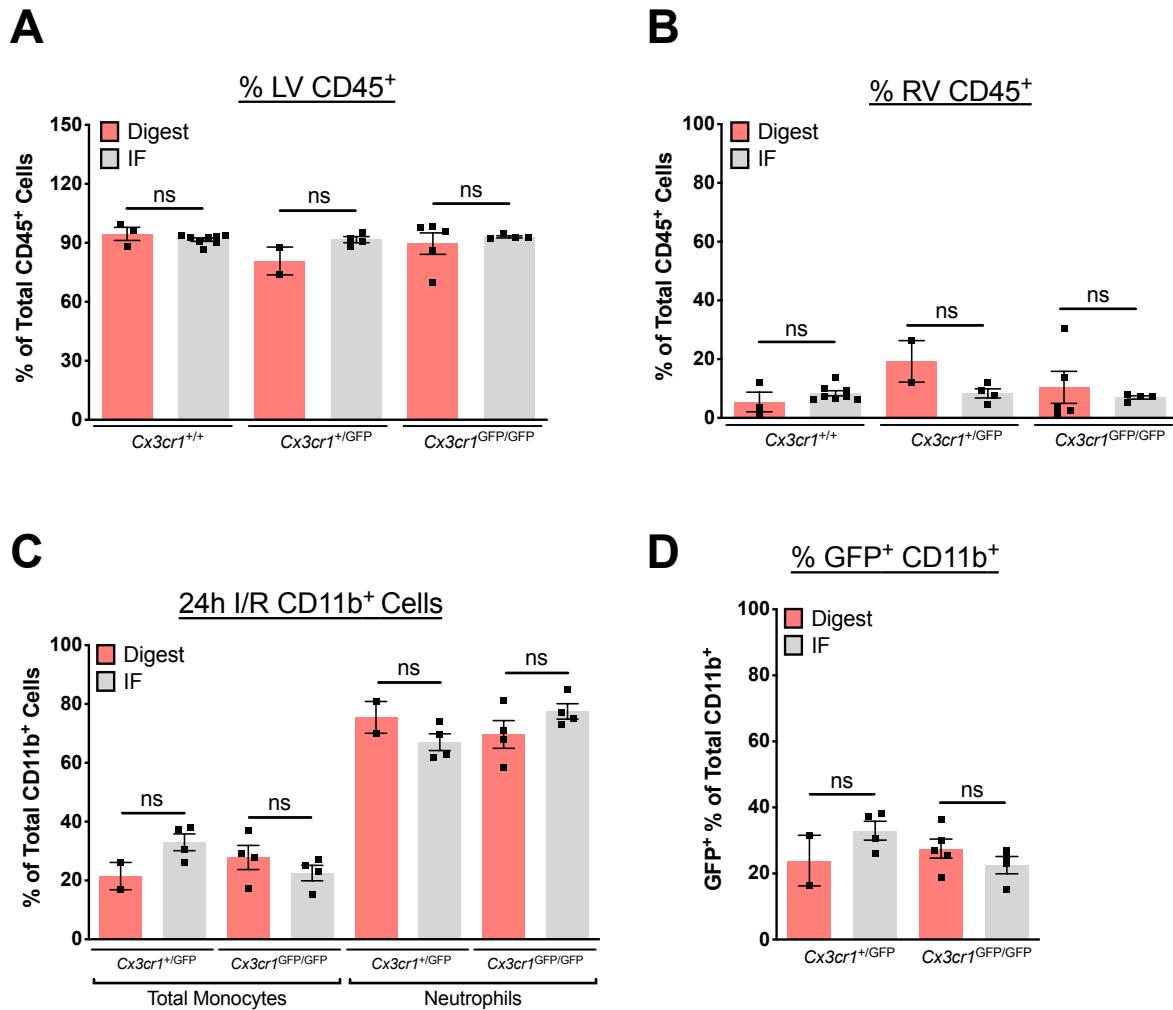 A
% LV CD45⁺
% of Total CD45⁺ Cells
150
120
90
60
30
0
Digest
IF
ns
ns
ns
Cx3cr1⁺/⁺
Cx3cr1⁺/ᴳᶠᴾ
Cx3cr1ᴳᶠᴾ/ᴳᶠᴾ
B
% RV CD45⁺
% of Total CD45⁺ Cells
100
80
60
40
20
0
Digest
IF
ns
ns
ns
Cx3cr1⁺/⁺
Cx3cr1⁺/ᴳᶠᴾ
Cx3cr1ᴳᶠᴾ/ᴳᶠᴾ
C
24h I/R CD11b⁺ Cells
% of Total CD11b⁺ Cells
100
80
60
40
20
0
Digest
IF
ns
ns
ns
ns
Cx3cr1⁺/ᴳᶠᴾ
Cx3cr1ᴳᶠᴾ/ᴳᶠᴾ
Cx3cr1⁺/ᴳᶠᴾ
Cx3cr1ᴳᶠᴾ/ᴳᶠᴾ
Total Monocytes
Neutrophils
D
% GFP⁺ CD11b⁺
GFP⁺ % of Total CD11b⁺
100
80
60
40
20
0
Digest
IF
ns
ns
Cx3cr1⁺/ᴳᶠᴾ
Cx3cr1ᴳᶠᴾ/ᴳᶠᴾ